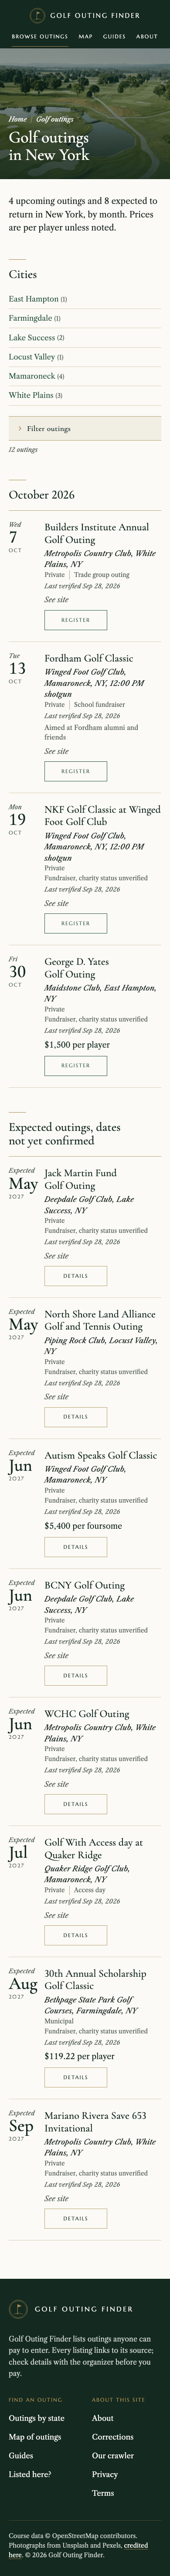 GOLF OUTING FINDER
BROWSE OUTINGS MAP GUIDES ABOUT
Home Golf outings
Golf outings
in New York
4 upcoming outings and 8 expected to
return in New York, by month. Prices
are per player unless noted.
Cities
East Hampton (1)
Farmingdale (1)
Lake Success (2)
Locust Valley (1)
Mamaroneck (4)
White Plains (3)
Filter outings
12 outings
October 2026
Wed
7
OCT
Builders Institute Annual
Golf Outing
Metropolis Country Club, White
Plains, NY
Private Trade group outing
Last verified Sep 28, 2026
See site
REGISTER
Tue
13
OCT
Fordham Golf Classic
Winged Foot Golf Club,
Mamaroneck, NY, 12:00 PM
shotgun
Private School fundraiser
Last verified Sep 28, 2026
Aimed at Fordham alumni and
friends
See site
REGISTER
Mon
19
OCT
NKF Golf Classic at Winged
Foot Golf Club
Winged Foot Golf Club,
Mamaroneck, NY, 12:00 PM
shotgun
Private
Fundraiser, charity status unverified
Last verified Sep 28, 2026
See site
REGISTER
Fri
30
OCT
George D. Yates
Golf Outing
Maidstone Club, East Hampton,
NY
Private
Fundraiser, charity status unverified
Last verified Sep 28, 2026
$1,500 per player
REGISTER
Expected outings, dates
not yet confirmed
Expected
May
2027
Jack Martin Fund
Golf Outing
Deepdale Golf Club, Lake
Success, NY
Private
Fundraiser, charity status unverified
Last verified Sep 28, 2026
See site
DETAILS
Expected
May
2027
North Shore Land Alliance
Golf and Tennis Outing
Piping Rock Club, Locust Valley,
NY
Private
Fundraiser, charity status unverified
Last verified Sep 28, 2026
See site
DETAILS
Expected
Jun
2027
Autism Speaks Golf Classic
Winged Foot Golf Club,
Mamaroneck, NY
Private
Fundraiser, charity status unverified
Last verified Sep 28, 2026
$5,400 per foursome
DETAILS
Expected
Jun
2027
BCNY Golf Outing
Deepdale Golf Club, Lake
Success, NY
Private
Fundraiser, charity status unverified
Last verified Sep 28, 2026
See site
DETAILS
Expected
Jun
2027
WCHC Golf Outing
Metropolis Country Club, White
Plains, NY
Private
Fundraiser, charity status unverified
Last verified Sep 28, 2026
See site
DETAILS
Expected
Jul
2027
Golf With Access day at
Quaker Ridge
Quaker Ridge Golf Club,
Mamaroneck, NY
Private Access day
Last verified Sep 28, 2026
See site
DETAILS
Expected
Aug
2027
30th Annual Scholarship
Golf Classic
Bethpage State Park Golf
Courses, Farmingdale, NY
Municipal
Fundraiser, charity status unverified
Last verified Sep 28, 2026
$119.22 per player
DETAILS
Expected
Sep
2027
Mariano Rivera Save 653
Invitational
Metropolis Country Club, White
Plains, NY
Private
Fundraiser, charity status unverified
Last verified Sep 28, 2026
See site
DETAILS
GOLF OUTING FINDER
Golf Outing Finder lists outings anyone can
pay to enter. Every listing links to its source;
check details with the organizer before you
pay.
FIND AN OUTING
Outings by state
Map of outings
Guides
Listed here?
ABOUT THIS SITE
About
Corrections
Our crawler
Privacy
Terms
Course data © OpenStreetMap contributors.
Photographs from Unsplash and Pexels, credited
here. © 2026 Golf Outing Finder.